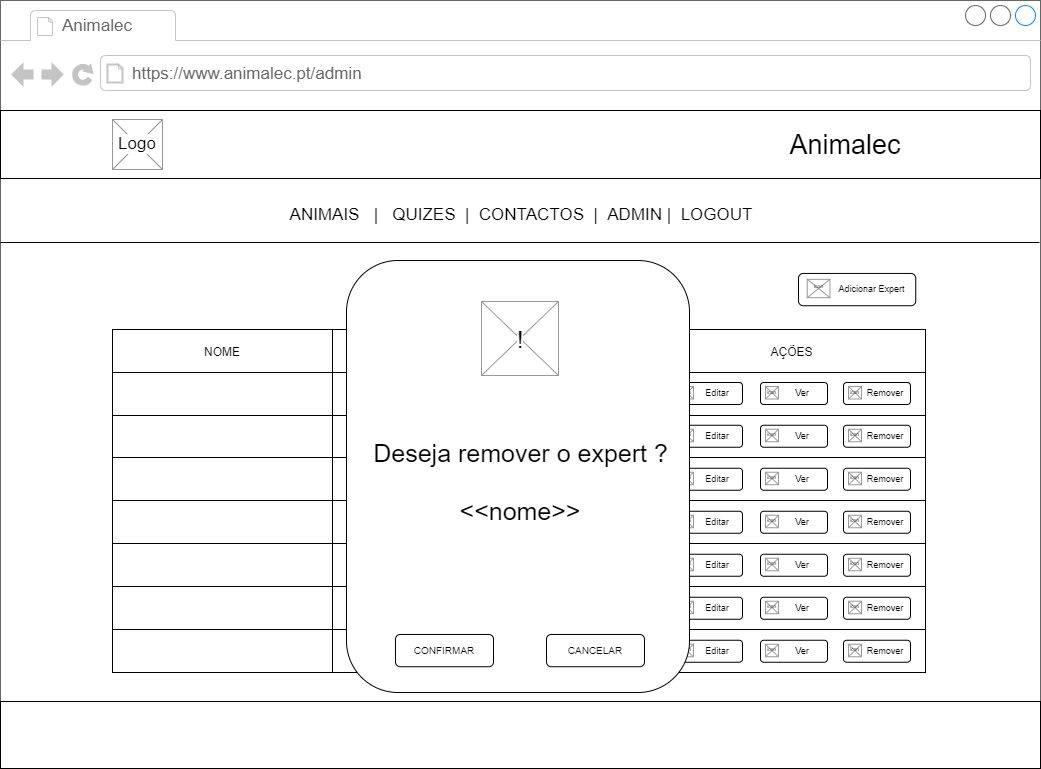 Animalec
https://www.animalec.pt/admin
Logo
Animalec
ANIMAIS | QUIZES | CONTACTOS | ADMIN | LOGOUT
Adicionar Expert
NOME
AÇÕES
!
Deseja remover o expert ?
<<nome>>
Editar Ver Remover
Editar Ver Remover
Editar Ver Remover
Editar Ver Remover
Editar Ver Remover
Editar Ver Remover
Editar Ver Remover
CONFIRMAR
CANCELAR